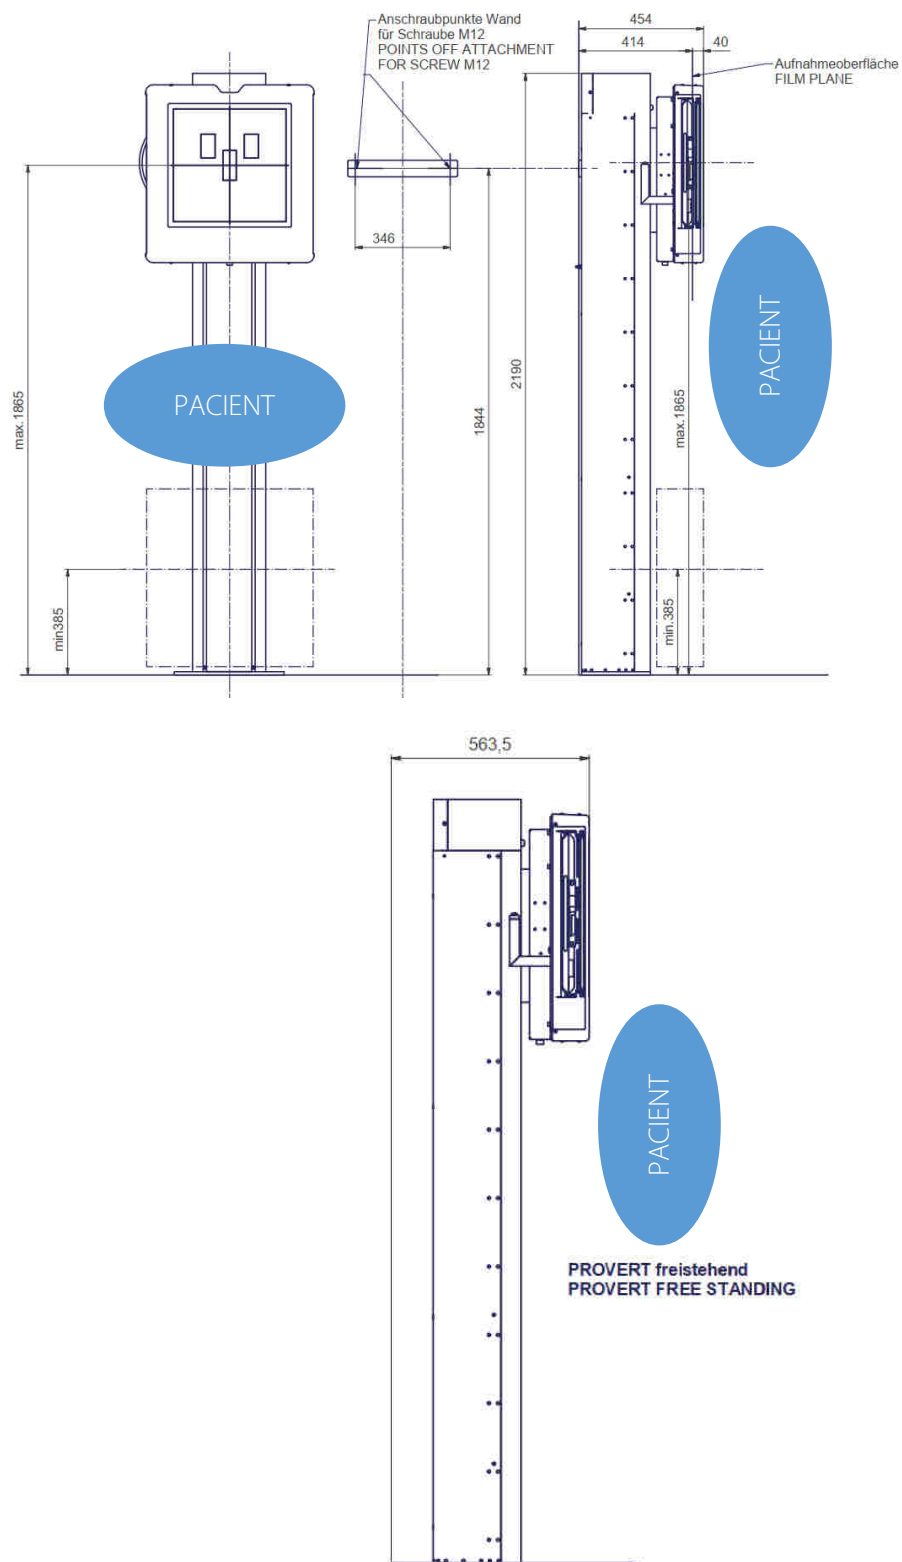 Anschraubpunkte Wand
für Schraube M12
POINTS OFF ATTACHMENT
FOR SCREW M12
454
414
40
Aufnahmeoberfläche
FILM PLANE
346
max.1865
PACIENT
1844
2190
max.1865
PACIENT
min385
min.385
563,5
PACIENT
PROVERT freistehend
PROVERT FREE STANDING